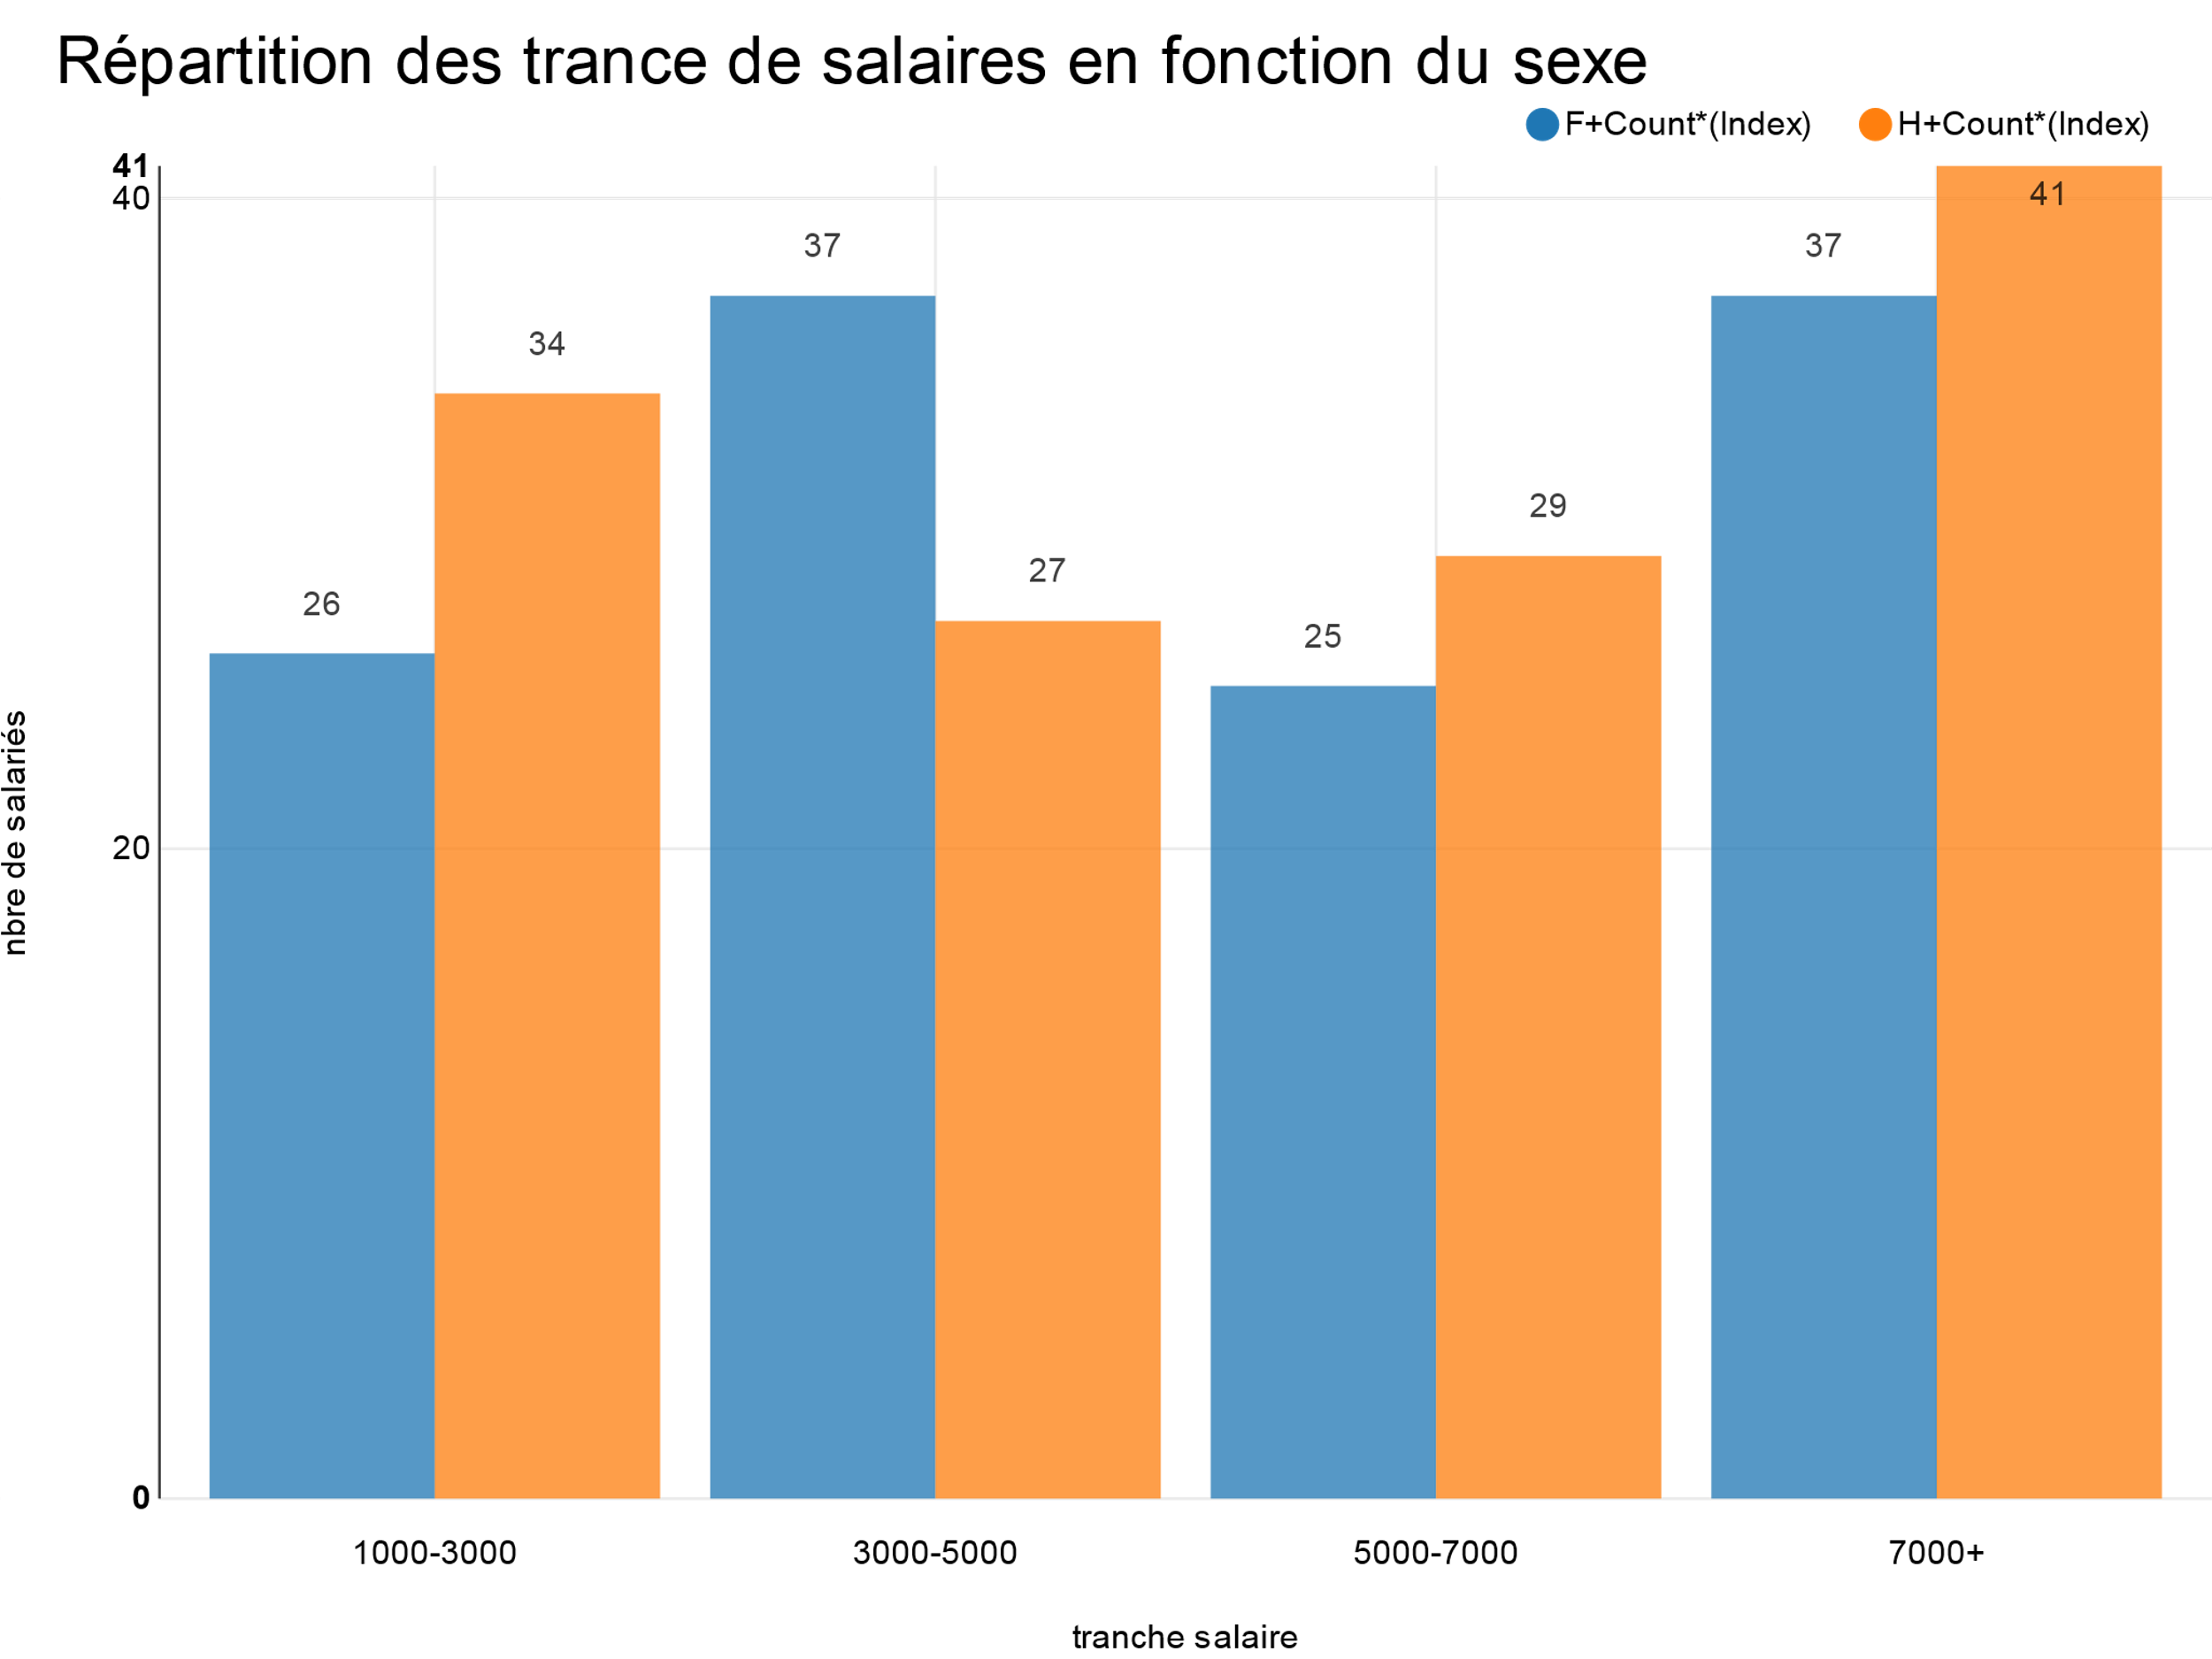 Répartition des trance de salaires en fonction du sexe
F+Count*(Index) H+Count*(Index)
41
40
20
0
nbre de salariés
26
34
37
27
25
29
37
41
1000-3000 3000-5000 5000-7000 7000+
tranche salaire